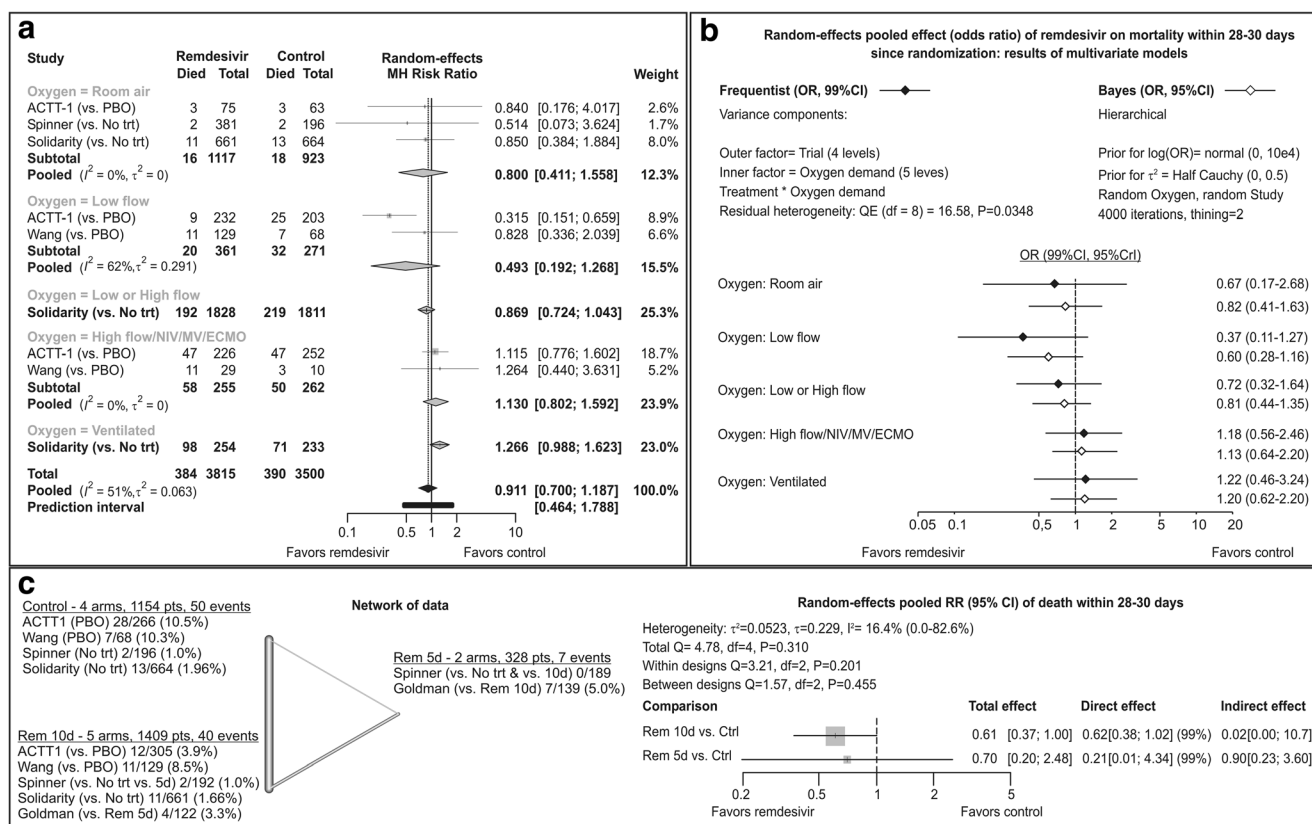 a
Study
Remdesivir
Died Total
Control
Died Total
Random-effects
MH Risk Ratio
Weight
Oxygen = Room air
ACTT-1 (vs. PBO) 3 75 3 63 0.840 [0.176; 4.017] 2.6%
Spinner (vs. No trt) 2 381 2 196 0.514 [0.073; 3.624] 1.7%
Solidarity (vs. No trt) 11 661 13 664 0.850 [0.384; 1.884] 8.0%
Subtotal 16 1117 18 923
Pooled (I² = 0%, τ² = 0) 0.800 [0.411; 1.558] 12.3%
Oxygen = Low flow
ACTT-1 (vs. PBO) 9 232 25 203 0.315 [0.151; 0.659] 8.9%
Wang (vs. PBO) 11 129 7 68 0.828 [0.336; 2.039] 6.6%
Subtotal 20 361 32 271
Pooled (I² = 62%, τ² = 0.291) 0.493 [0.192; 1.268] 15.5%
Oxygen = Low or High flow
Solidarity (vs. No trt) 192 1828 219 1811 0.869 [0.724; 1.043] 25.3%
Oxygen = High flow/NIV/MV/ECMO
ACTT-1 (vs. PBO) 47 226 47 252 1.115 [0.776; 1.602] 18.7%
Wang (vs. PBO) 11 29 3 10 1.264 [0.440; 3.631] 5.2%
Subtotal 58 255 50 262
Pooled (I² = 0%, τ² = 0) 1.130 [0.802; 1.592] 23.9%
Oxygen = Ventilated
Solidarity (vs. No trt) 98 254 71 233 1.266 [0.988; 1.623] 23.0%
Total 384 3815 390 3500
Pooled (I² = 51%, τ² = 0.063) 0.911 [0.700; 1.187] 100.0%
Prediction interval [0.464; 1.788]
0.1 0.5 1 2 10
Favors remdesivir Favors control
b
Random-effects pooled effect (odds ratio) of remdesivir on mortality within 28-30 days
since randomization: results of multivariate models
Frequentist (OR, 99%CI)
Variance components:
Outer factor= Trial (4 levels)
Inner factor = Oxygen demand (5 leves)
Treatment * Oxygen demand
Residual heterogeneity: QE (df = 8) = 16.58, P=0.0348
Bayes (OR, 95%CI)
Hierarchical
Prior for log(OR)= normal (0, 10e4)
Prior for τ² = Half Cauchy (0, 0.5)
Random Oxygen, random Study
4000 iterations, thining=2
OR (99%CI, 95%CrI)
Oxygen: Room air 0.67 (0.17-2.68)
0.82 (0.41-1.63)
Oxygen: Low flow 0.37 (0.11-1.27)
0.60 (0.28-1.16)
Oxygen: Low or High flow 0.72 (0.32-1.64)
0.81 (0.44-1.35)
Oxygen: High flow/NIV/MV/ECMO 1.18 (0.56-2.46)
1.13 (0.64-2.20)
Oxygen: Ventilated 1.22 (0.46-3.24)
1.20 (0.62-2.20)
0.05 0.1 0,5 1 2 5 10 20
Favors remdesivir Favors control
c
Network of data
Control - 4 arms, 1154 pts, 50 events
ACTT1 (PBO) 28/266 (10.5%)
Wang (PBO) 7/68 (10.3%)
Spinner (No trt) 2/196 (1.0%)
Solidarity (No trt) 13/664 (1.96%)
Rem 5d - 2 arms, 328 pts, 7 events
Spinner (vs. No trt & vs. 10d) 0/189
Goldman (vs. Rem 10d) 7/139 (5.0%)
Rem 10d - 5 arms, 1409 pts, 40 events
ACTT1 (vs. PBO) 12/305 (3.9%)
Wang (vs. PBO) 11/129 (8.5%)
Spinner (vs. No trt vs. 5d) 2/192 (1.0%)
Solidarity (vs. No trt) 11/661 (1.66%)
Goldman (vs. Rem 5d) 4/122 (3.3%)
Random-effects pooled RR (95% CI) of death within 28-30 days
Heterogeneity: τ²=0.0523, τ=0.229, I²= 16.4% (0.0-82.6%)
Total Q= 4.78, df=4, P=0.310
Within designs Q=3.21, df=2, P=0.201
Between designs Q=1.57, df=2, P=0.455
Comparison Total effect Direct effect Indirect effect
Rem 10d vs. Ctrl 0.61 [0.37; 1.00] 0.62[0.38; 1.02] (99%) 0.02[0.00; 10.7]
Rem 5d vs. Ctrl 0.70 [0.20; 2.48] 0.21[0.01; 4.34] (99%) 0.90[0.23; 3.60]
0.2 0.5 1 2 5
Favors remdesivir Favors control